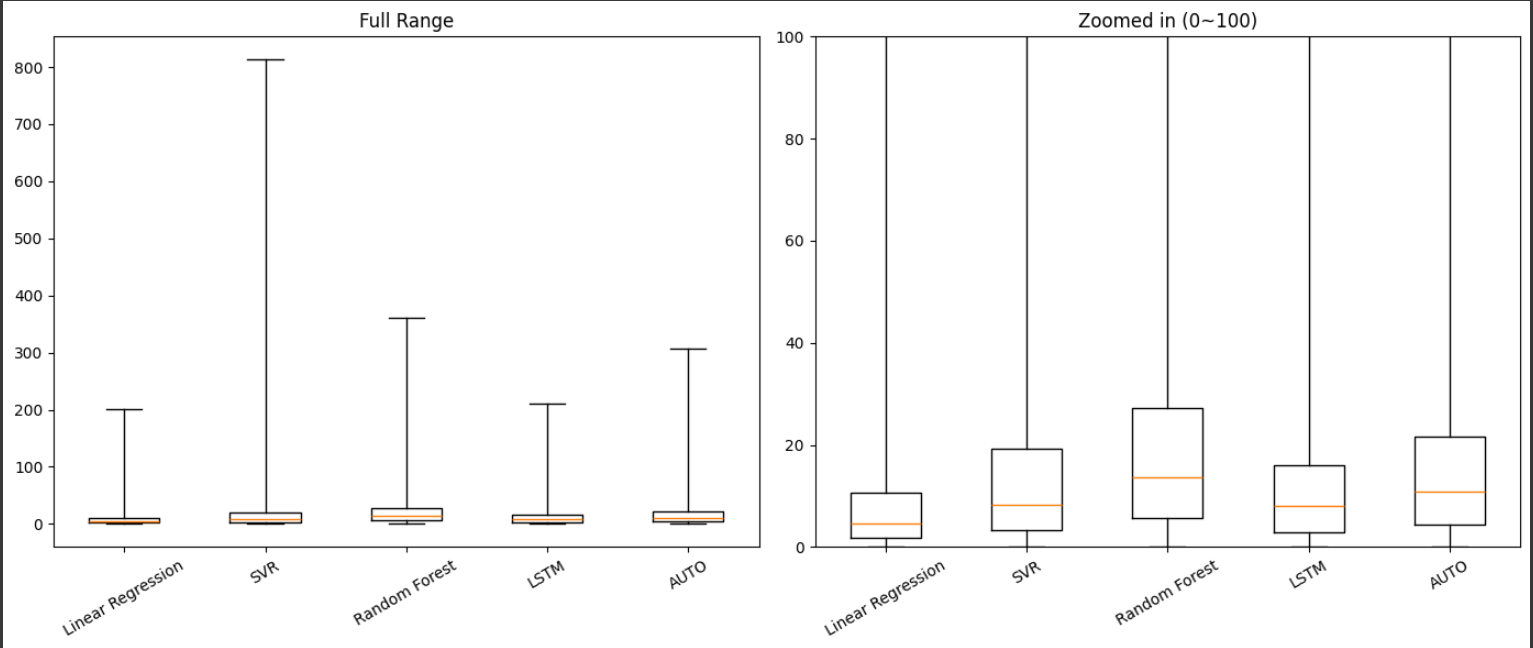 Full Range
800
700
600
500
400
300
200
100
0
Linear Regression
SVR
Random Forest
LSTM
AUTO
Zoomed in (0~100)
100
80
60
40
20
0
Linear Regression
SVR
Random Forest
LSTM
AUTO